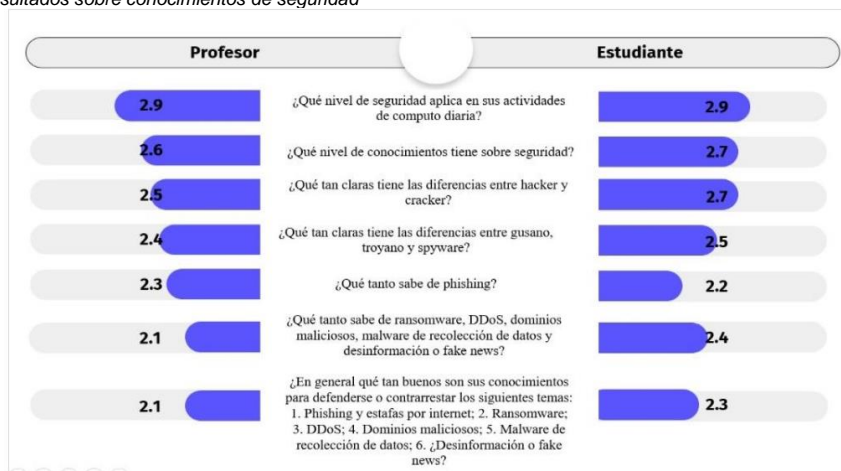 sultados sobre conocimientos de seguridad
Profesor
Estudiante
2.9
¿Qué nivel de seguridad aplica en sus actividades
de computo diaria?
2.9
2.6
¿Qué nivel de conocimientos tiene sobre seguridad?
2.7
2.5
¿Qué tan claras tiene las diferencias entre hacker y
cracker?
2.7
2.4
¿Qué tan claras tiene las diferencias entre gusano,
troyano y spyware?
2.5
2.3
¿Qué tanto sabe de phishing?
2.2
2.1
¿Qué tanto sabe de ransomware, DDoS, dominios
maliciosos, malware de recolección de datos y
desinformación o fake news?
2.4
2.1
¿En general qué tan buenos son sus conocimientos
para defenderse o contrarrestar los siguientes temas:
1. Phishing y estafas por internet; 2. Ransomware;
3. DDoS; 4. Dominios maliciosos; 5. Malware de
recolección de datos; 6. ¿Desinformación o fake
news?
2.3